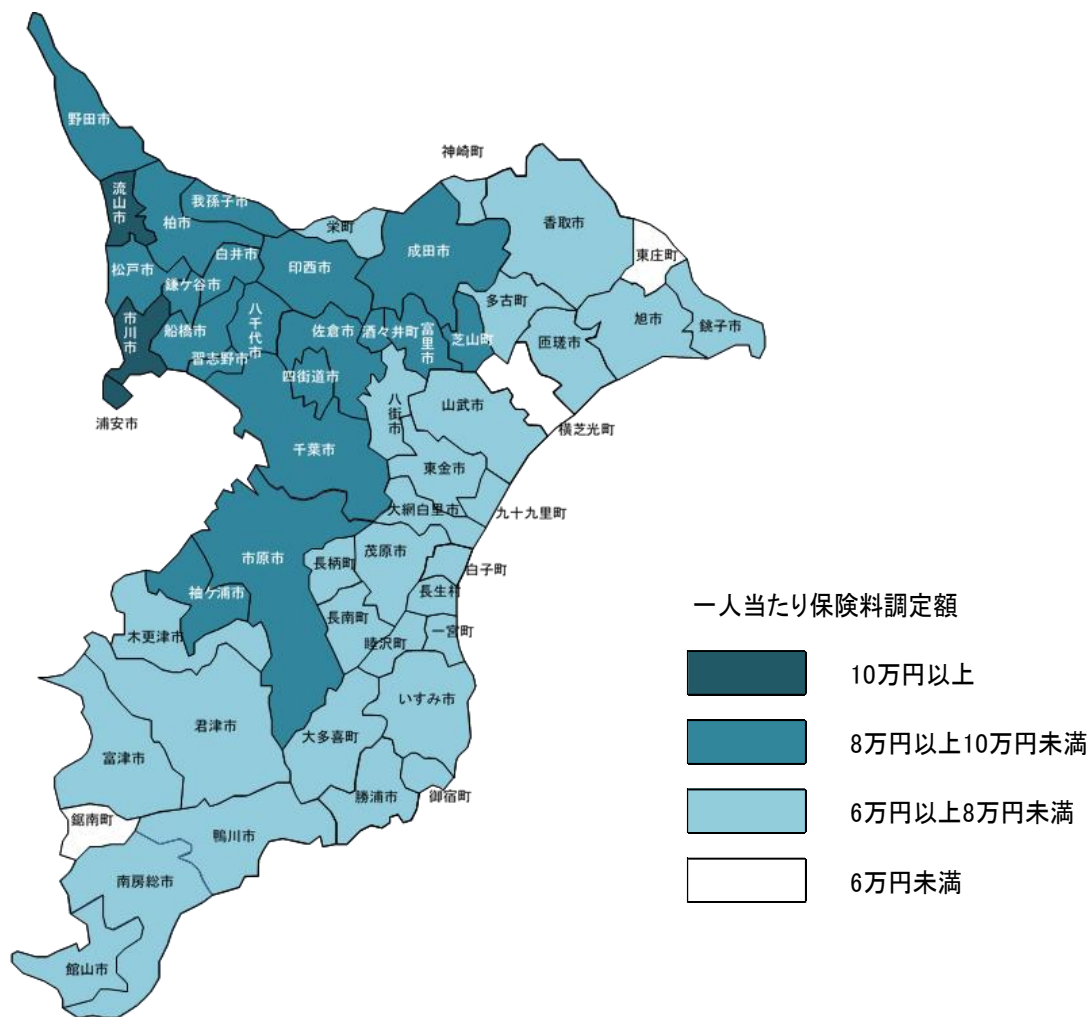 野田市
神崎町
流山市
我孫子市
香取市
柏市
栄町
成田市
東庄町
白井市
印西市
松戸市
鎌ケ谷市
多古町
市川市
船橋市
八千代市
佐倉市
酒々井町
富里市
芝山町
旭市
銚子市
匝瑳市
習志野市
四街道市
八街市
山武市
浦安市
横芝光町
千葉市
東金市
大網白里市
九十九里町
市原市
長柄町
茂原市
白子町
袖ケ浦市
長生村
一人当たり保険料調定額
長南町
木更津市
睦沢町
一宮町
10万円以上
いすみ市
君津市
大多喜町
8万円以上10万円未満
富津市
勝浦市
御宿町
6万円以上8万円未満
鋸南町
鴨川市
南房総市
6万円未満
館山市